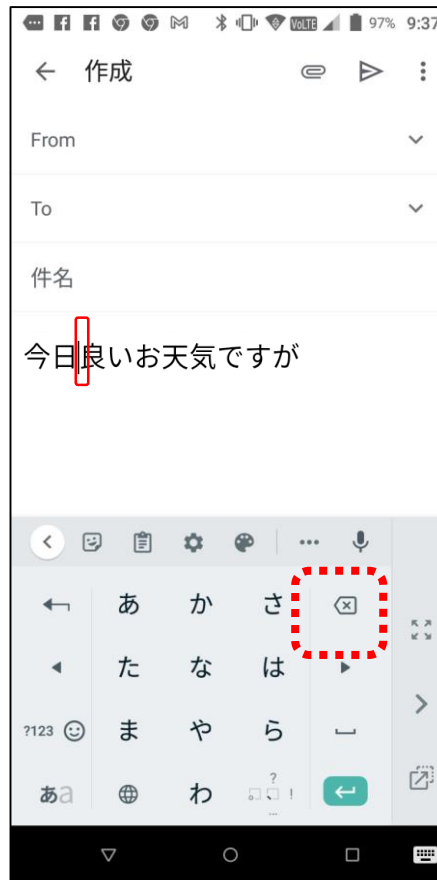 VoLTE 97% 9:37
作成
From
To
件名
今日良いお天気ですが
あ か さ
た な は
?123 ま や ら
あa わ ? ! ...